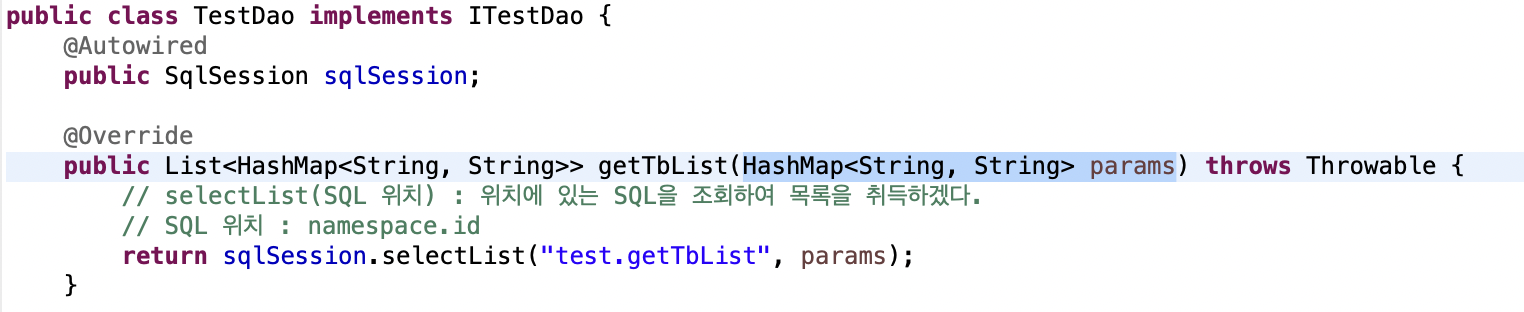 public class TestDao implements ITestDao {
@Autowired
public SqlSession sqlSession;
@Override
public List<HashMap<String, String>> getTbList(HashMap<String, String> params) throws Throwable {
// selectList(SQL 위치) : 위치에 있는 SQL을 조회하여 목록을 취득하겠다.
// SQL 위치 : namespace.id
return sqlSession.selectList("test.getTbList", params);
}